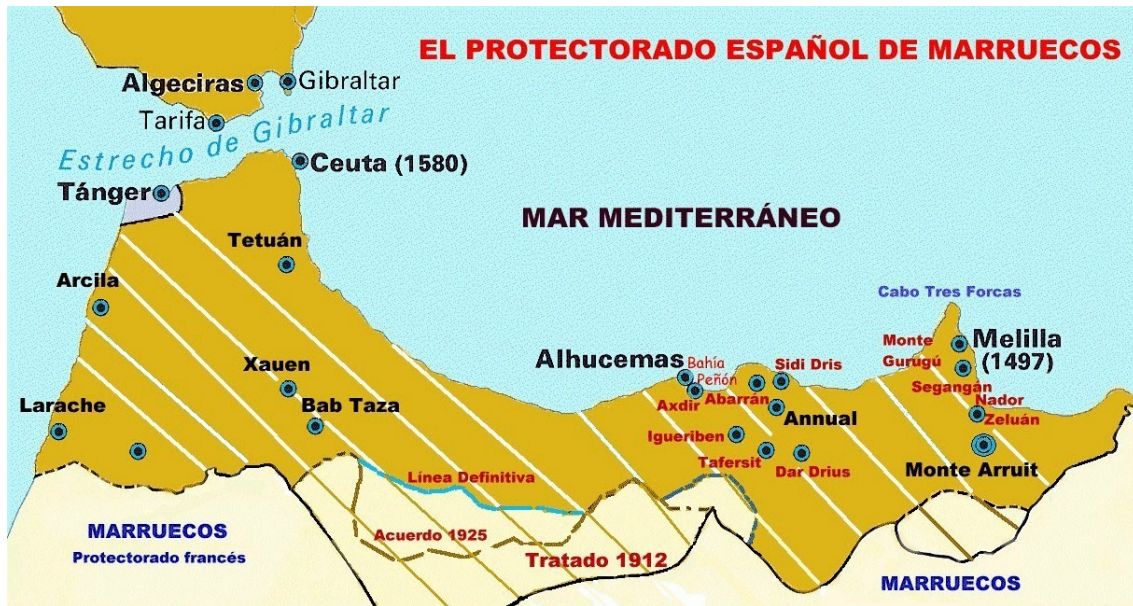 EL PROTECTORADO ESPAÑOL DE MARRUECOS
Algeciras
Gibraltar
Tarifa
Estrecho de Gibraltar
Ceuta (1580)
Tánger
MAR MEDITERRÁNEO
Tetuán
Arcila
Cabo Tres Forcas
Monte
Gurugú
Melilla
(1497)
Xauen
Alhucemas
Bahía
Peñón
Sidi Dris
Segangán
Axdir
Abarrán
Larache
Bab Taza
Annual
Nador
Zeluán
Igueriben
Tafersit
Dar Drius
Monte Arruit
Línea Definitiva
MARRUECOS
Protectorado francés
Acuerdo 1925
Tratado 1912
MARRUECOS